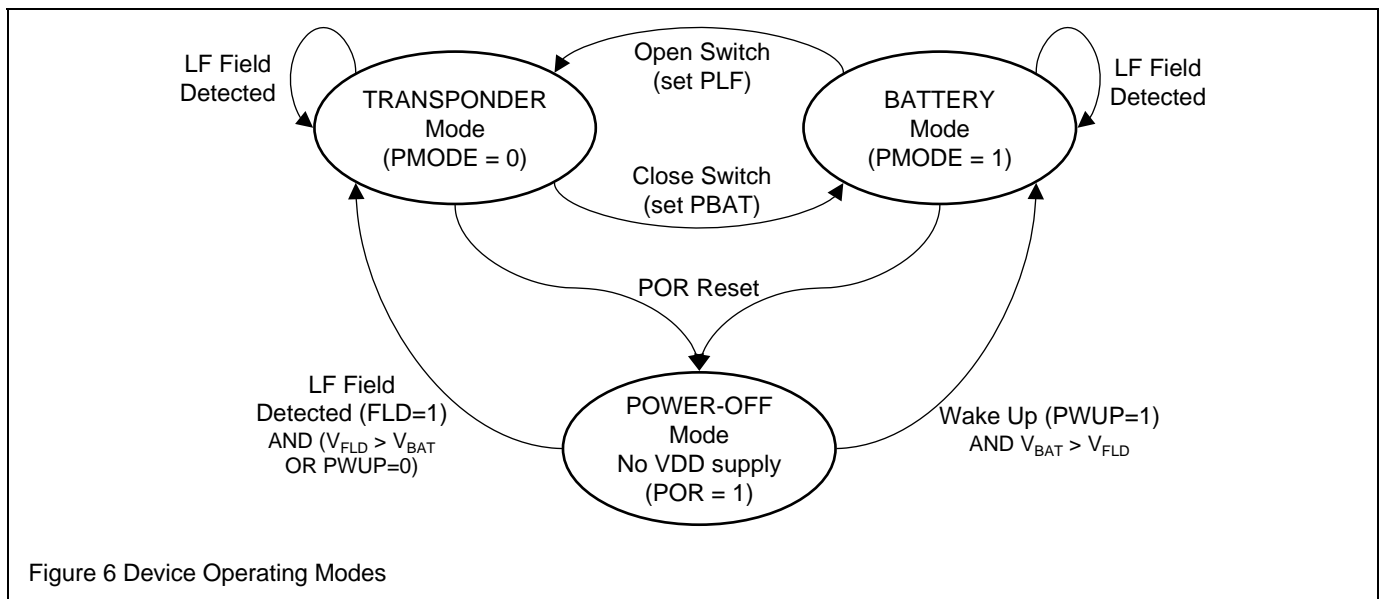 LF Field
Detected
TRANSPONDER
Mode
(PMODE = 0)
Open Switch
(set PLF)
BATTERY
Mode
(PMODE = 1)
LF Field
Detected
Close Switch
(set PBAT)
POR Reset
LF Field
Detected (FLD=1)
AND (VFLD > VBAT
OR PWUP=0)
POWER-OFF
Mode
No VDD supply
(POR = 1)
Wake Up (PWUP=1)
AND VBAT > VFLD
Figure 6 Device Operating Modes